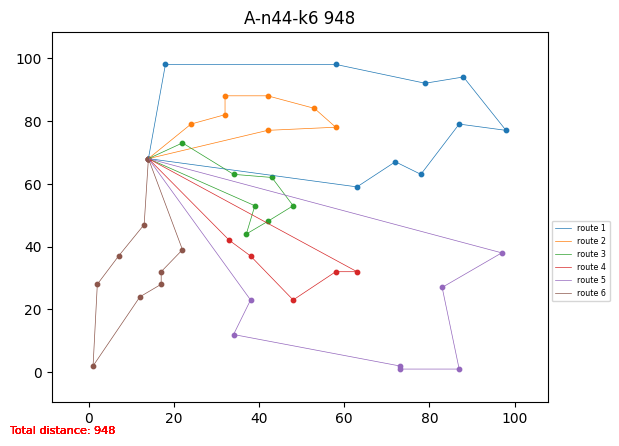 A-n44-k6 948
100
80
60
40
20
0
0 20 40 60 80 100
route 1
route 2
route 3
route 4
route 5
route 6
Total distance: 948